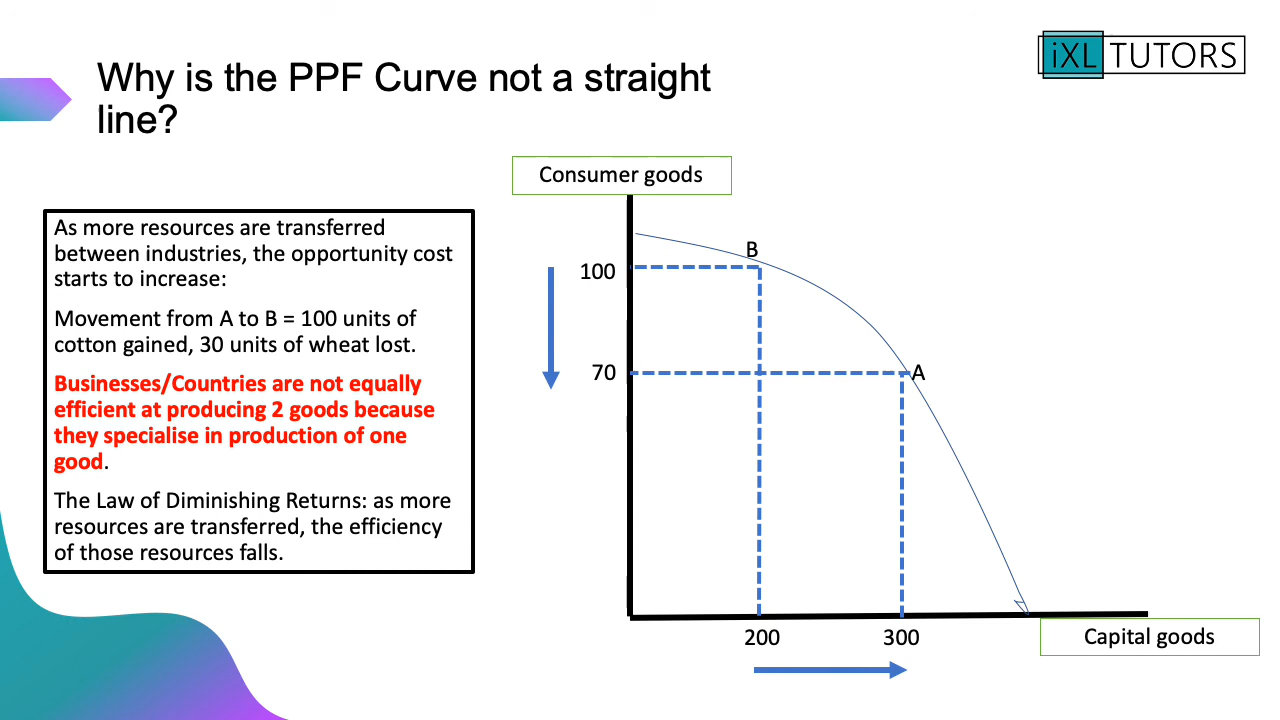 iXL TUTORS
Why is the PPF Curve not a straight
line?
Consumer goods
As more resources are transferred
between industries, the opportunity cost
starts to increase:
Movement from A to B = 100 units of
cotton gained, 30 units of wheat lost.
Businesses/Countries are not equally
efficient at producing 2 goods because
they specialise in production of one
good.
The Law of Diminishing Returns: as more
resources are transferred, the efficiency
of those resources falls.
B
100
70
A
200
300
Capital goods